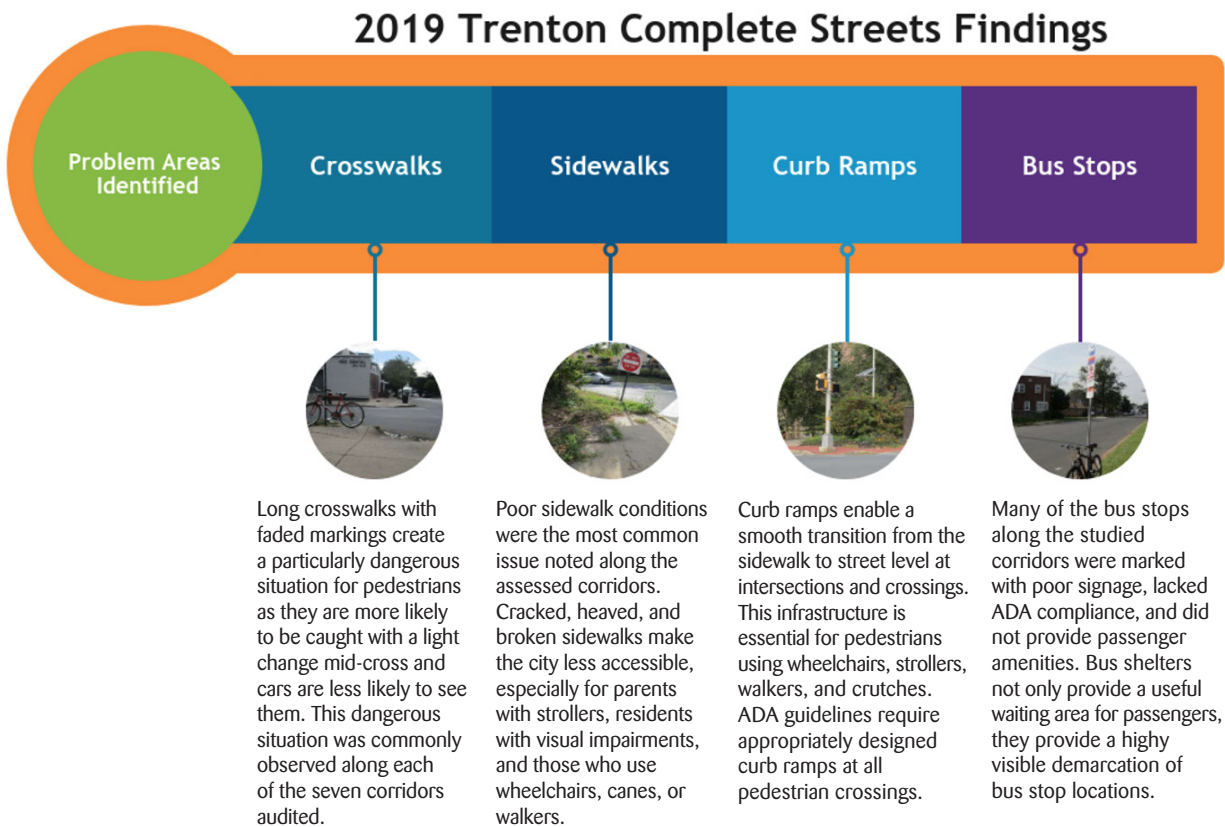 2019 Trenton Complete Streets Findings
Problem Areas
Identified
Crosswalks
Sidewalks
Curb Ramps
Bus Stops
Long crosswalks with
faded markings create
a particularly dangerous
situation for pedestrians
as they are more likely
to be caught with a light
change mid-cross and
cars are less likely to see
them. This dangerous
situation was commonly
observed along each
of the seven corridors
audited.
Poor sidewalk conditions
were the most common
issue noted along the
assessed corridors.
Cracked, heaved, and
broken sidewalks make
the city less accessible,
especially for parents
with strollers, residents
with visual impairments,
and those who use
wheelchairs, canes, or
walkers.
Curb ramps enable a
smooth transition from the
sidewalk to street level at
intersections and crossings.
This infrastructure is
essential for pedestrians
using wheelchairs, strollers,
walkers, and crutches.
ADA guidelines require
appropriately designed
curb ramps at all
pedestrian crossings.
Many of the bus stops
along the studied
corridors were marked
with poor signage, lacked
ADA compliance, and did
not provide passenger
amenities. Bus shelters
not only provide a useful
waiting area for passengers,
they provide a highy
visible demarcation of
bus stop locations.